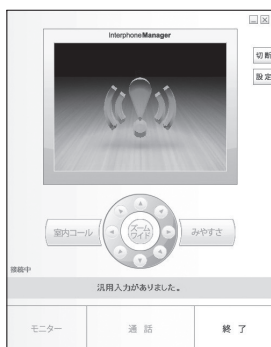 InterphoneManager
切断
設定
室内コール
ズーム
ワイド
みやすさ
接続中
汎用入力がありました。
モニター
通 話
終 了